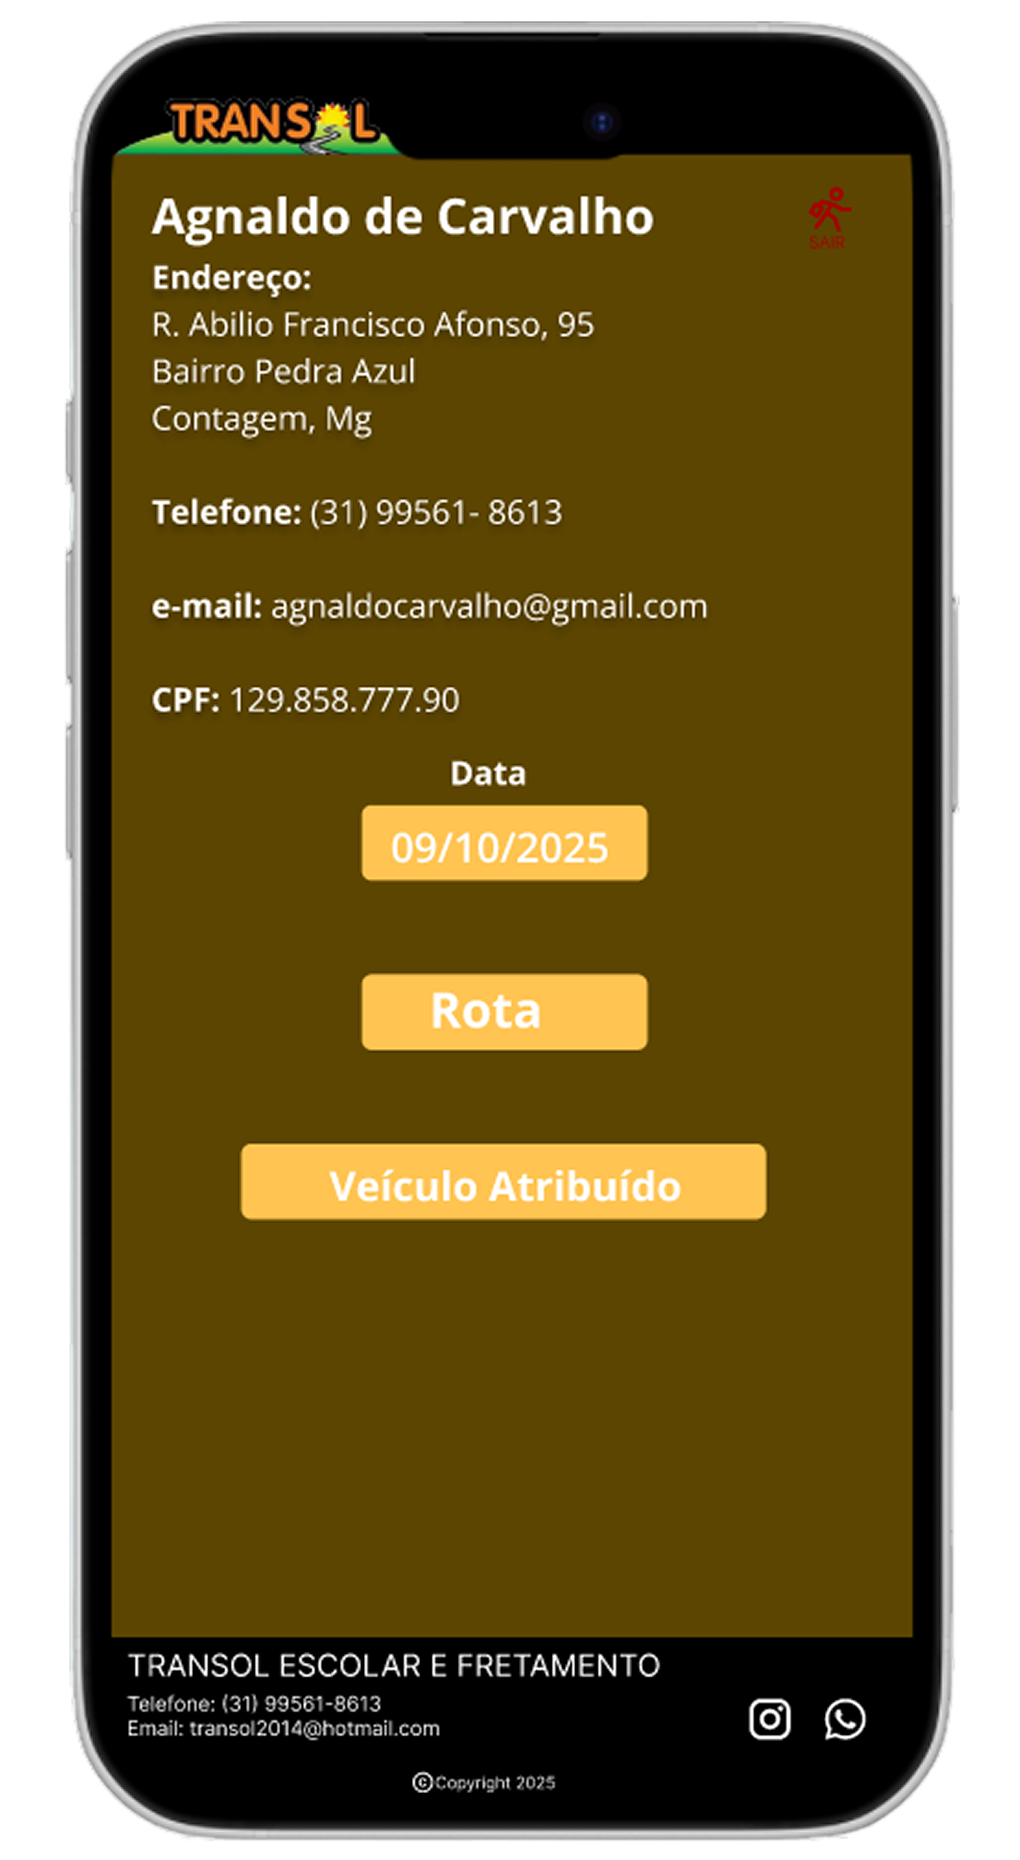 TRANSOL
Agnaldo de Carvalho
SAIR
Endereço:
R. Abilio Francisco Afonso, 95
Bairro Pedra Azul
Contagem, Mg
Telefone: (31) 99561- 8613
e-mail: agnaldocarvalho@gmail.com
CPF: 129.858.777.90
Data
09/10/2025
Rota
Veículo Atribuído
TRANSOL ESCOLAR E FRETAMENTO
Telefone: (31) 99561-8613
Email: transol2014@hotmail.com
©Copyright 2025